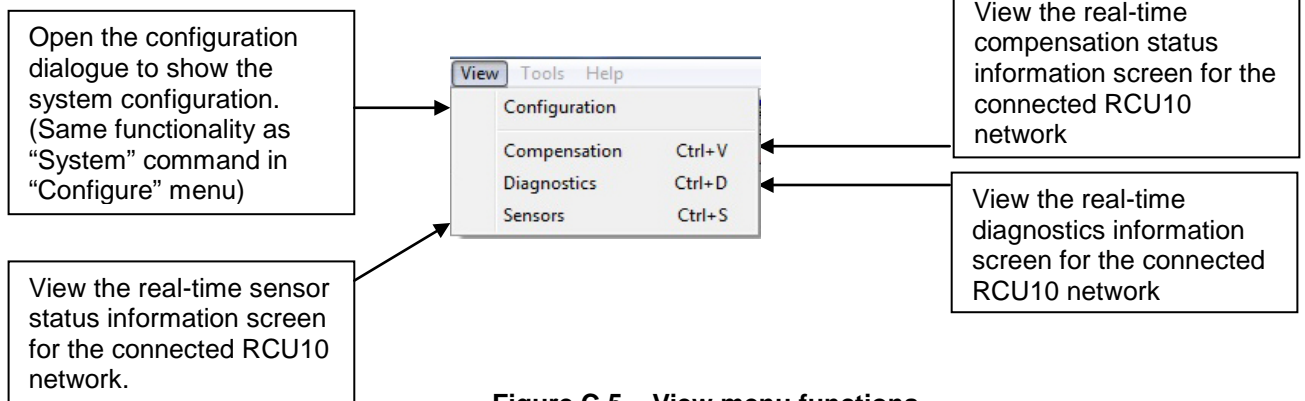 Open the configuration
dialogue to show the
system configuration.
(Same functionality as
“System” command in
“Configure” menu)
View Tools Help
Configuration
Compensation Ctrl+V
Diagnostics Ctrl+D
Sensors Ctrl+S
View the real-time
compensation status
information screen for the
connected RCU10
network
View the real-time
diagnostics information
screen for the connected
RCU10 network
View the real-time sensor
status information screen
for the connected RCU10
network.
Figure C.5 – View menu functions